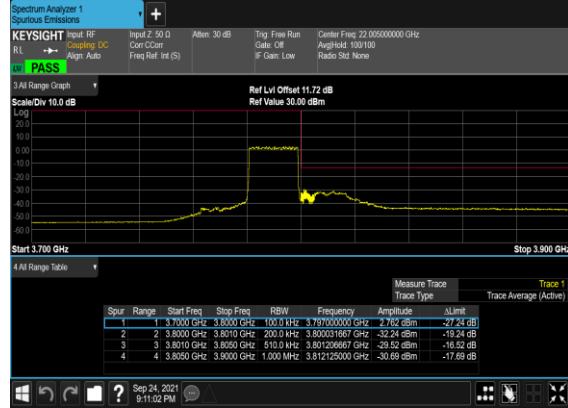 Spectrum Analyzer 1
Spurious Emissions
KEYSIGHT Input: RF Input Z: 50 Ω Atten: 30 dB Trig: Free Run Center Freq: 22.005000000 GHz
RL Coupling: DC Corr CCorr Gate: Off Avg|Hold: 100/100
Align: Auto Freq Ref: Int (S) IF Gain: Low Radio Std: None
LW PASS
3 All Range Graph
Ref Lvl Offset 11.72 dB
Scale/Div 10.0 dB Ref Value 30.00 dBm
Log
20.0
10.0
0.00
-10.0
-20.0
-30.0
-40.0
-50.0
-60.0
Start 3.700 GHz Stop 3.900 GHz
4 All Range Table
Measure Trace Trace 1
Trace Type Trace Average (Active)
Spur Range Start Freq Stop Freq RBW Frequency Amplitude ΔLimit
1 1 3.7000 GHz 3.8000 GHz 100.0 kHz 3.797000000 GHz 2.762 dBm -27.24 dB
2 2 3.8000 GHz 3.8010 GHz 200.0 kHz 3.800031667 GHz -32.24 dBm -19.24 dB
3 3 3.8010 GHz 3.8050 GHz 510.0 kHz 3.801206667 GHz -29.52 dBm -16.52 dB
4 4 3.8050 GHz 3.9000 GHz 1.000 MHz 3.812125000 GHz -30.69 dBm -17.69 dB
? Sep 24, 2021
9:11:02 PM